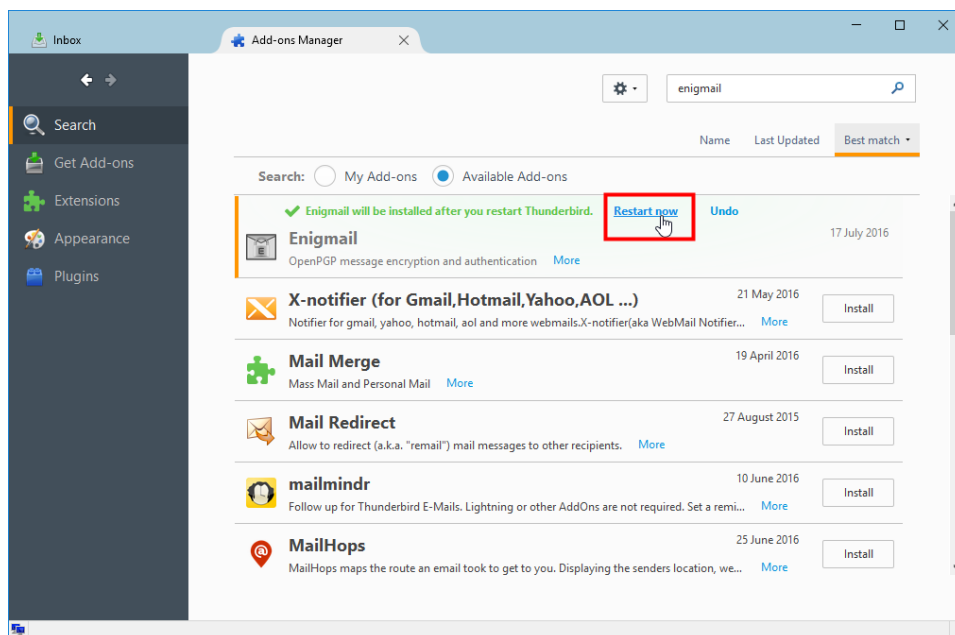 Inbox
Add-ons Manager
enigmail
Search
Get Add-ons
Extensions
Appearance
Plugins
Name Last Updated Best match
Search: My Add-ons Available Add-ons
Enigmail will be installed after you restart Thunderbird. Restart now Undo
Enigmail 17 July 2016
OpenPGP message encryption and authentication More
X-notifier (for Gmail,Hotmail,Yahoo,AOL ...) 21 May 2016 Install
Notifier for gmail, yahoo, hotmail, aol and more webmails.X-notifier(aka WebMail Notifier... More
Mail Merge 19 April 2016 Install
Mass Mail and Personal Mail More
Mail Redirect 27 August 2015 Install
Allow to redirect (a.k.a. "remail") mail messages to other recipients. More
mailmindr 10 June 2016 Install
Follow up for Thunderbird E-Mails. Lightning or other AddOns are not required. Set a remi... More
MailHops 25 June 2016 Install
MailHops maps the route an email took to get to you. Displaying the senders location, we... More